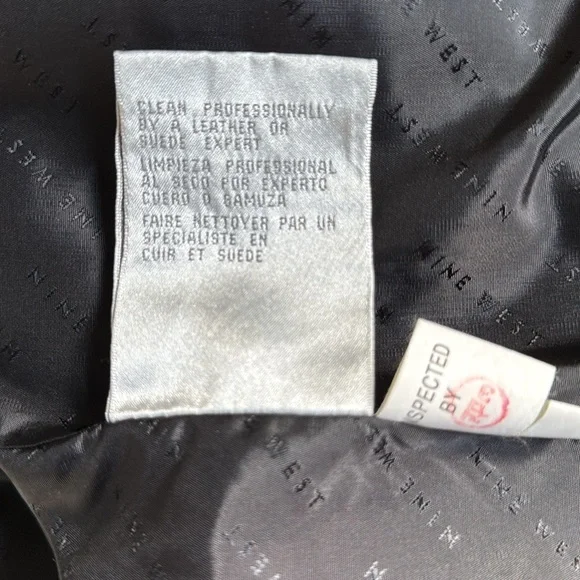 CLEAN PROFESSIONALLY
BY A LEATHER OR
SUEDE EXPERT
LIMPIEZA PROFESSIONAL
AL SECO POR EXPERTO
CUERO O GAMUZA
FAIRE NETTOYER PAR UN
SPECIALISTE EN
CUIR ET SUEDE
SPECTED
BY
NINE WEST
NINE WEST
NINE WEST
NINE WEST